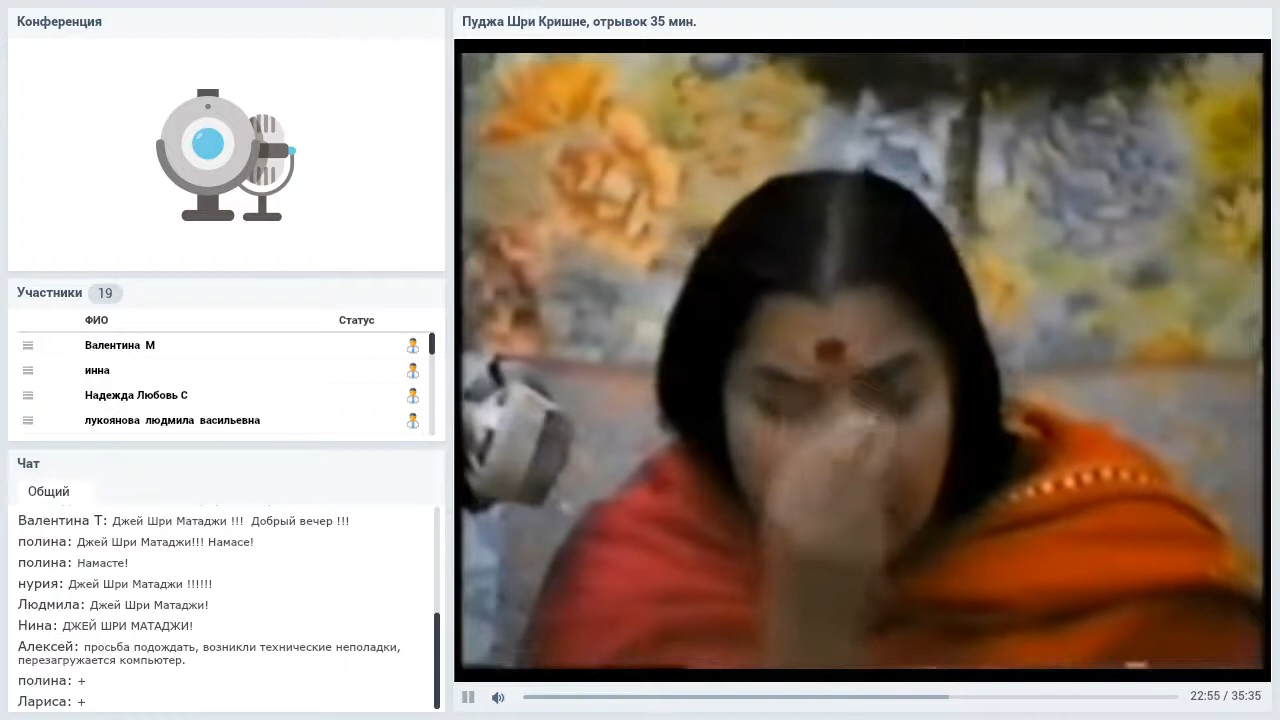 Конференция
Участники 19
ФИО Статус
Валентина М
инна
Надежда Любовь С
лукоянова людмила васильевна
Чат
Общий
Валентина Т: Джей Шри Матаджи !!! Добрый вечер !!!
полина: Джей Шри Матаджи!!! Намасе!
полина: Намасте!
нурия: Джей Шри Матаджи !!!!!!
Людмила: Джей Шри Матаджи!
Нина: ДЖЕЙ ШРИ МАТАДЖИ!
Алексей: просьба подождать, возникли технические неполадки,
перезагружается компьютер.
полина: +
Лариса: +
Пуджа Шри Кришне, отрывок 35 мин.
22:55 / 35:35